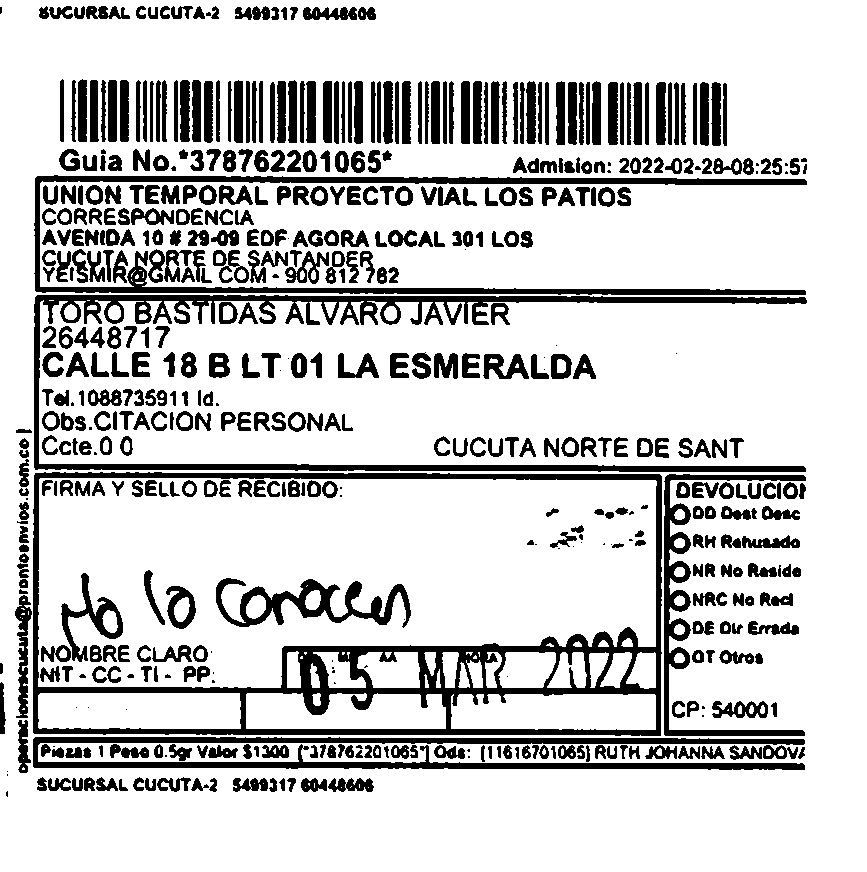 SUCURSAL CUCUTA-2 5499317 60448606
Guia No.*378762201065*
Admision: 2022-02-28-08:25:57
UNION TEMPORAL PROYECTO VIAL LOS PATIOS
CORRESPONDENCIA
AVENIDA 10 # 29-09 EDF AGORA LOCAL 301 LOS
CUCUTA NORTE DE SANTANDER
YEISMIR@GMAIL COM - 900 812 782
TORO BASTIDAS ALVARO JAVIER
26448717
CALLE 18 B LT 01 LA ESMERALDA
Tel.1088735911 Id.
Obs.CITACION PERSONAL
Ccte.0 0 CUCUTA NORTE DE SANT
operacionescucuta@prontoenvios.com.co |
FIRMA Y SELLO DE RECIBIDO:
No lo conocen
NOMBRE CLARO
NIT - CC - TI - PP.
AA HORA
05 MAR 2022
DEVOLUCION
DD Dest Desc
RH Rehusado
NR No Reside
NRC No Recl
DE Dir Errada
OT Otros
CP: 540001
Piezas 1 Peso 0.5gr Valor $1300 (*378762201065*) Ods: (11616701065) RUTH JOHANNA SANDOVA
SUCURSAL CUCUTA-2 5499317 60448606